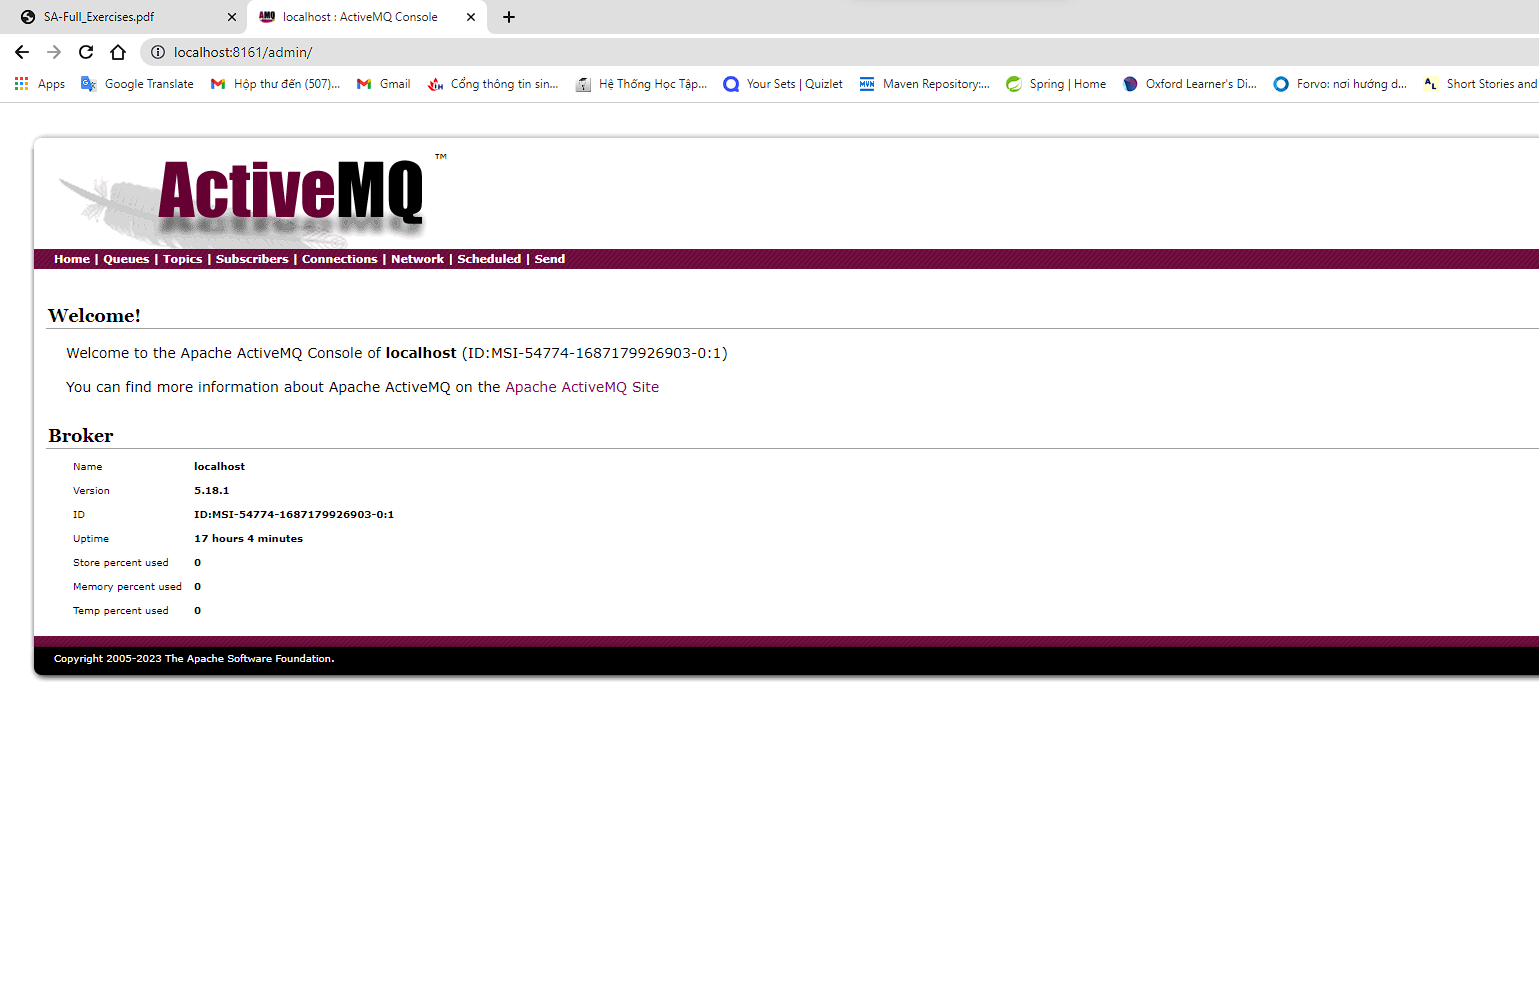 SA-Full_Exercises.pdf localhost : ActiveMQ Console
localhost:8161/admin/
Apps Google Translate Hộp thư đến (507)... Gmail Cổng thông tin sin... Hệ Thống Học Tập... Your Sets | Quizlet Maven Repository:... Spring | Home Oxford Learner's Di... Forvo: nơi hướng d... Short Stories and
ActiveMQ ™
Home | Queues | Topics | Subscribers | Connections | Network | Scheduled | Send
Welcome!
Welcome to the Apache ActiveMQ Console of localhost (ID:MSI-54774-1687179926903-0:1)
You can find more information about Apache ActiveMQ on the Apache ActiveMQ Site
Broker
Name localhost
Version 5.18.1
ID ID:MSI-54774-1687179926903-0:1
Uptime 17 hours 4 minutes
Store percent used 0
Memory percent used 0
Temp percent used 0
Copyright 2005-2023 The Apache Software Foundation.